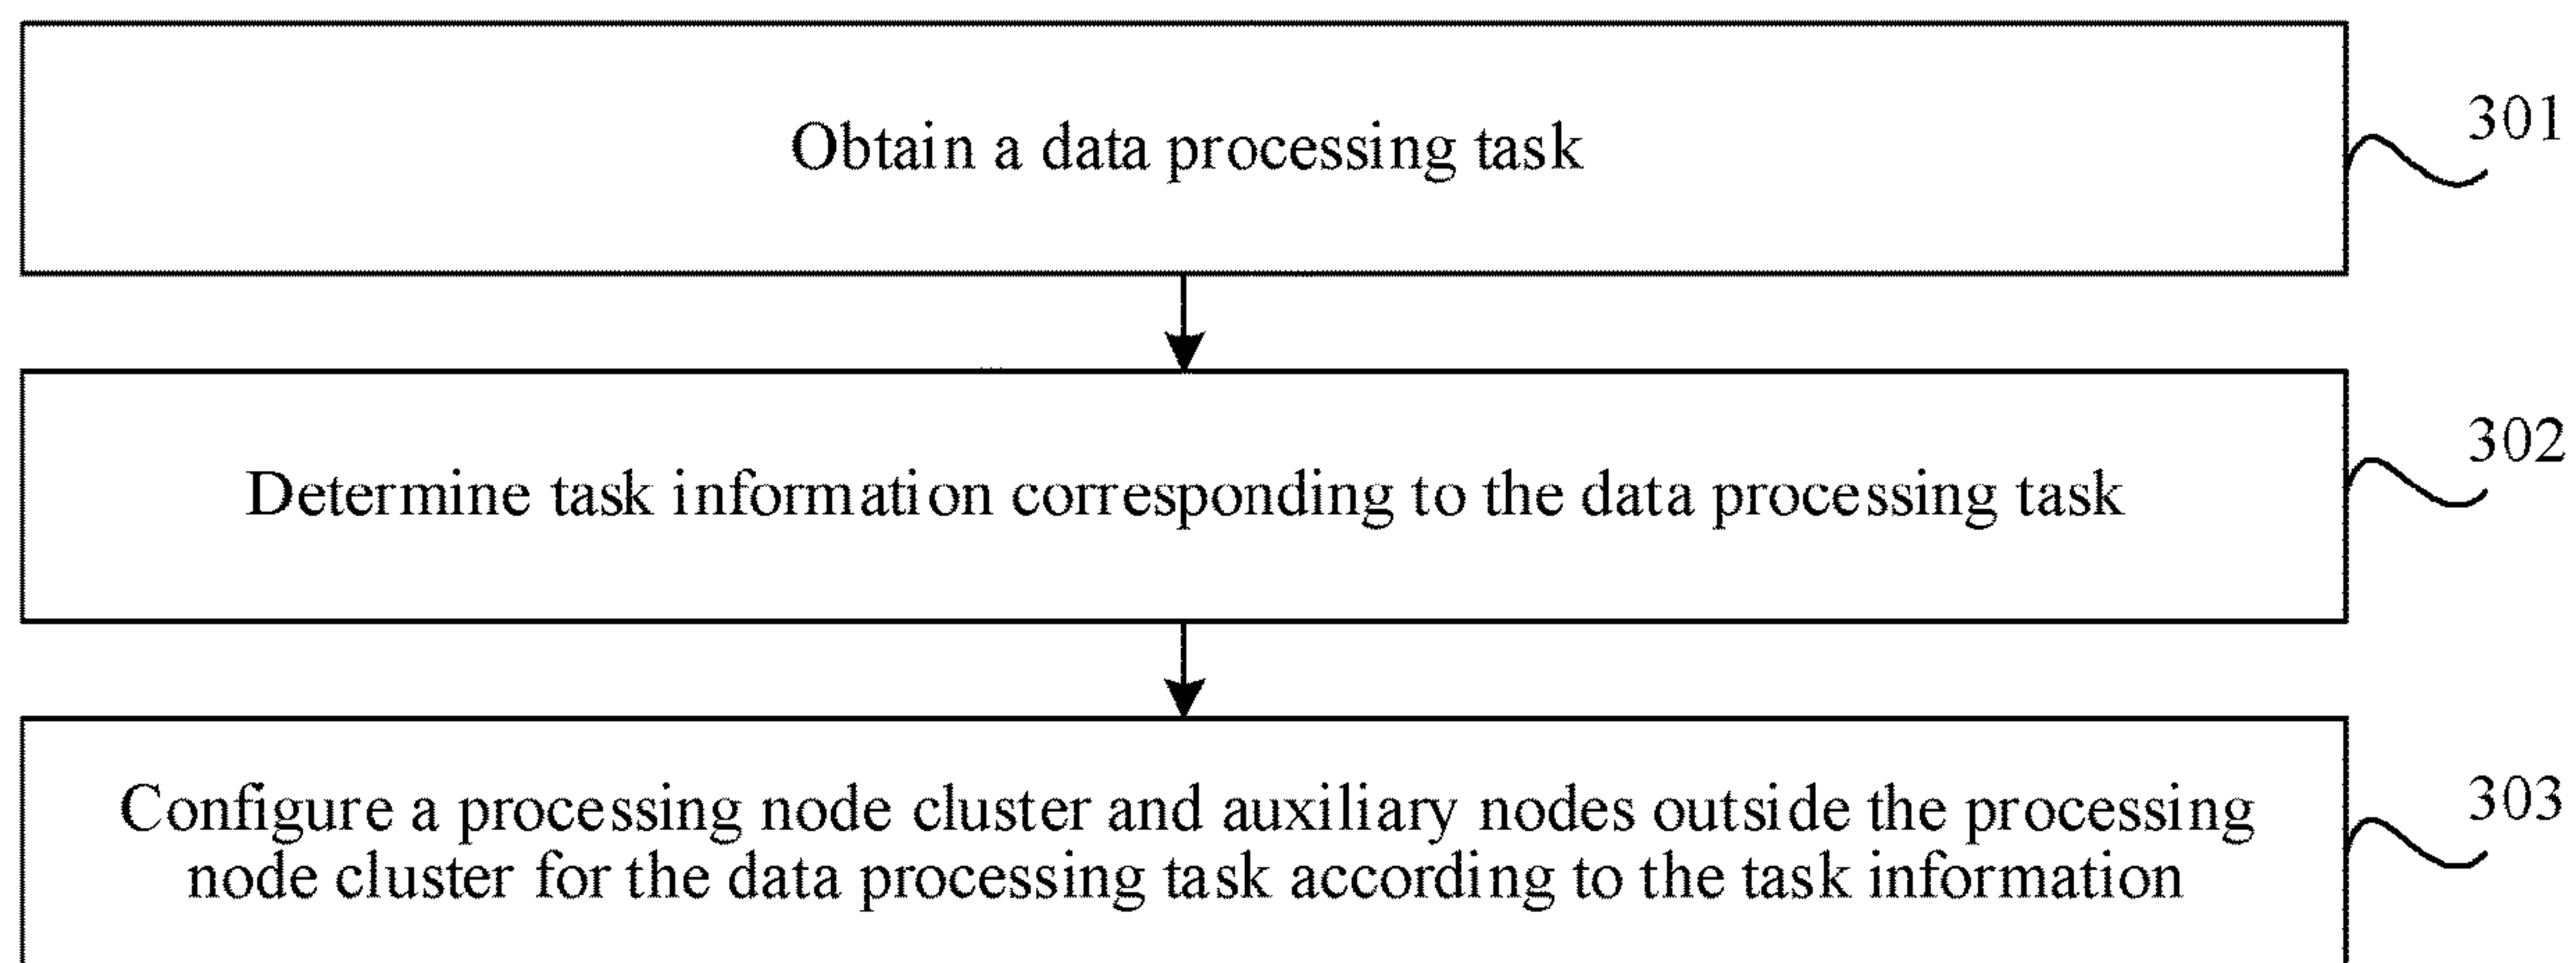 Obtain a data processing task
301
Determine task information corresponding to the data processing task
302
Configure a processing node cluster and auxiliary nodes outside the processing
node cluster for the data processing task according to the task information
303